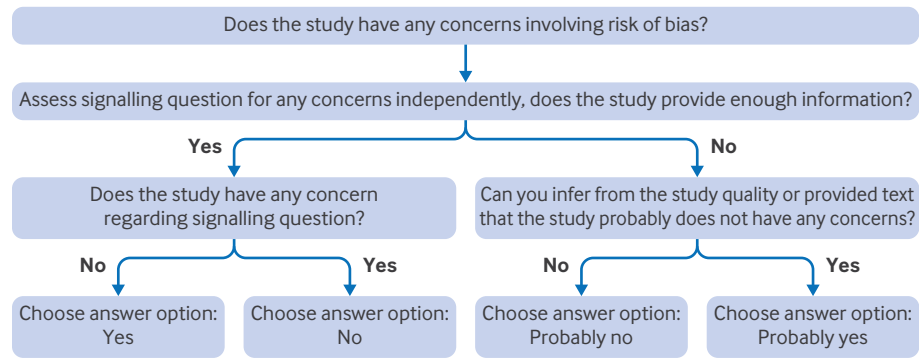 Does the study have any concerns involving risk of bias?
Assess signalling question for any concerns independently, does the study provide enough information?
Yes
No
Does the study have any concern
regarding signalling question?
Can you infer from the study quality or provided text
that the study probably does not have any concerns?
No
Yes
No
Yes
Choose answer option:
Yes
Choose answer option:
No
Choose answer option:
Probably no
Choose answer option:
Probably yes